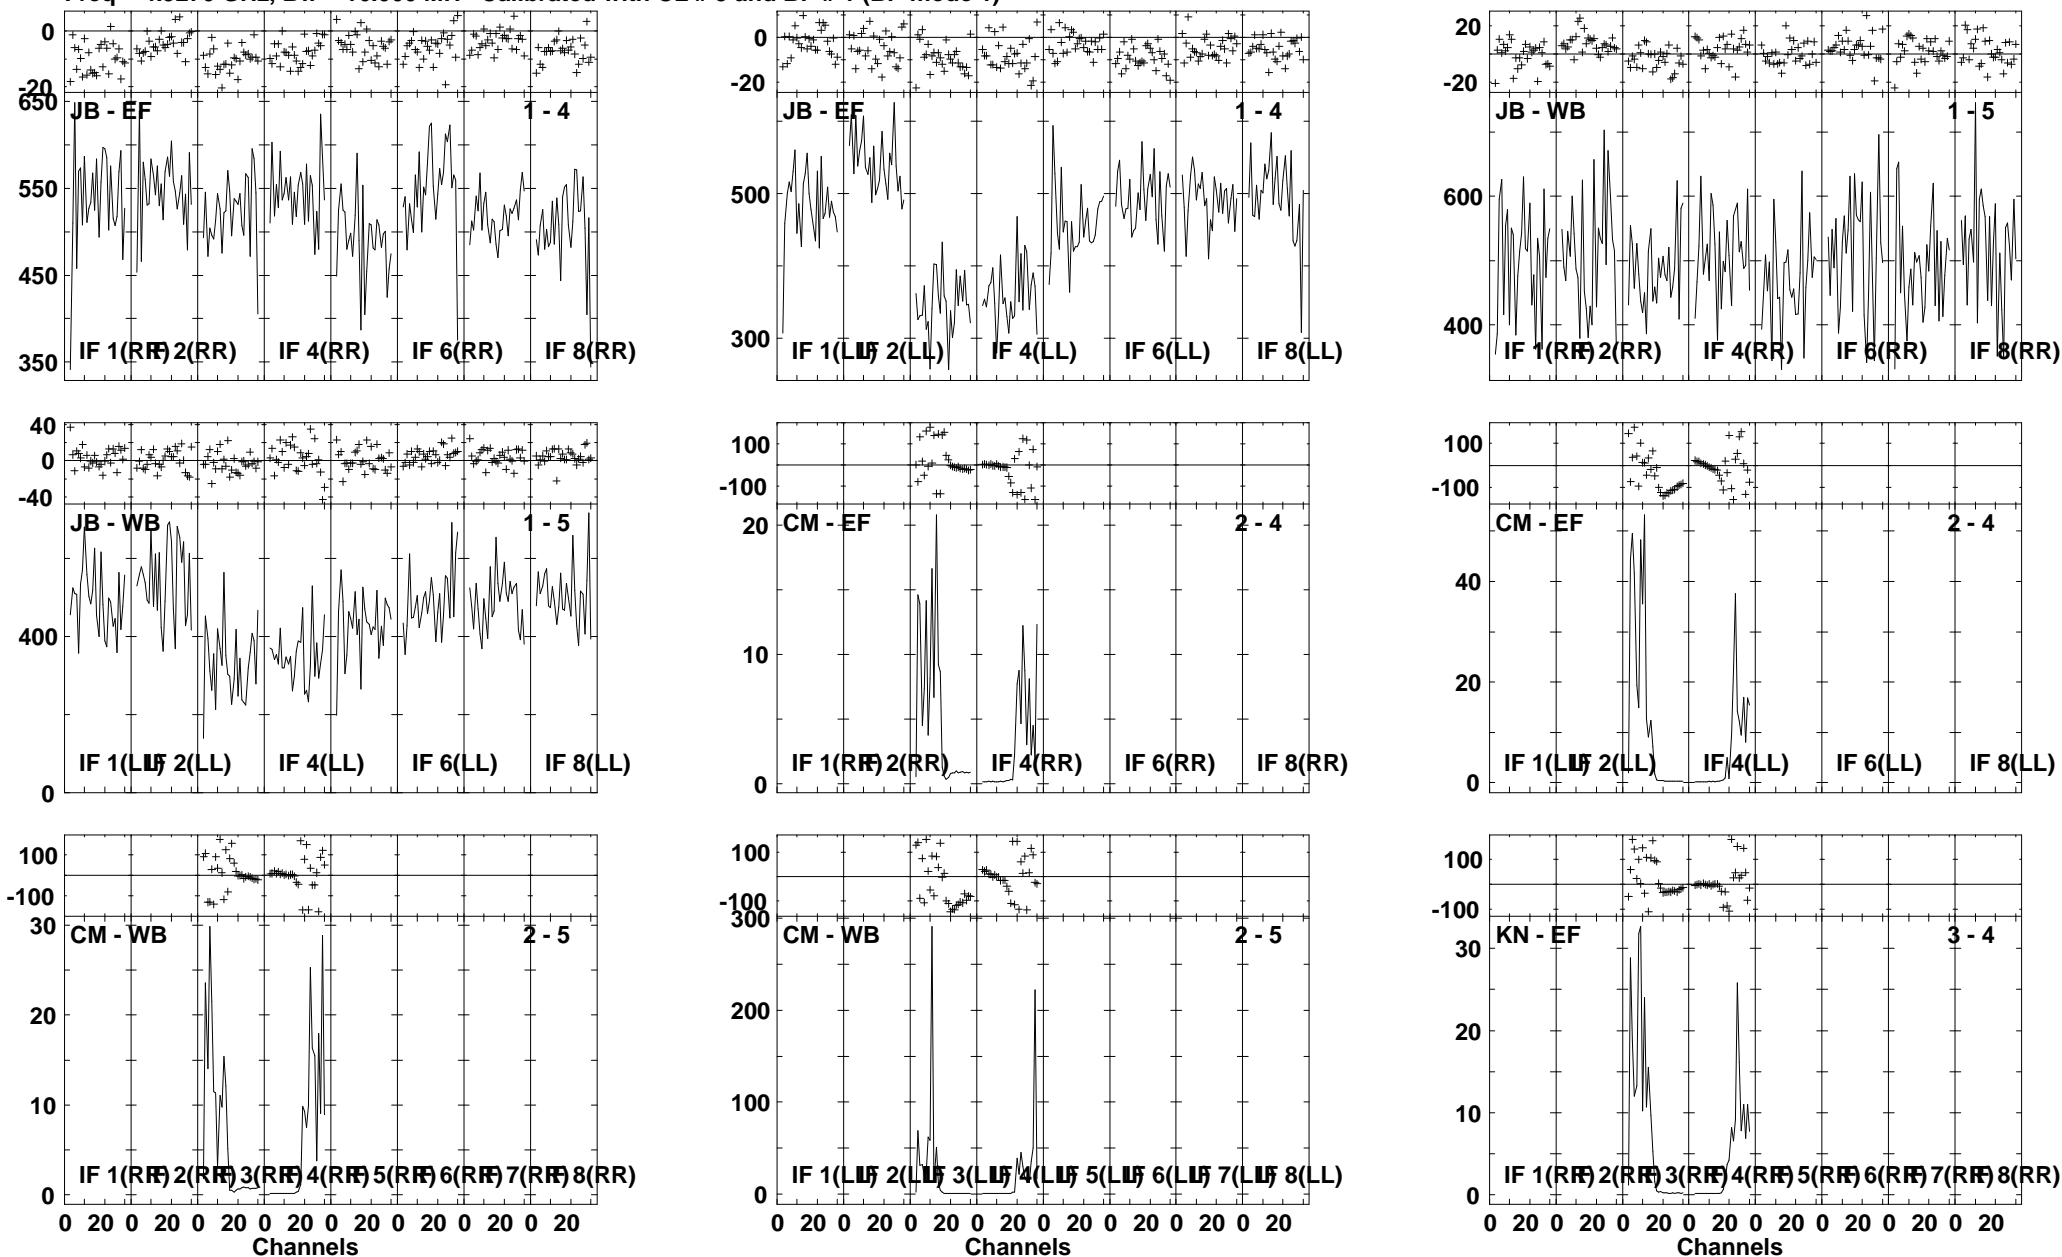 Freq GHz, Calibrated with CL # and BP # 1 (BP mode 1)
0
-20
650
550
450
350
JB - EF 1 - 4
IF 1(RR) IF 2(RR) IF 4(RR) IF 6(RR) IF 8(RR)
0
-20
500
300
JB - EF 1 - 4
IF 1(LL) IF 2(LL) IF 4(LL) IF 6(LL) IF 8(LL)
20
0
-20
600
400
JB - WB 1 - 5
IF 1(RR) IF 2(RR) IF 4(RR) IF 6(RR) IF 8(RR)
40
0
-40
400
0
JB - WB 1 - 5
IF 1(LL) IF 2(LL) IF 4(LL) IF 6(LL) IF 8(LL)
100
-100
20
10
0
CM - EF 2 - 4
IF 1(RR) IF 2(RR) IF 4(RR) IF 6(RR) IF 8(RR)
100
-100
40
20
0
CM - EF 2 - 4
IF 1(LL) IF 2(LL) IF 4(LL) IF 6(LL) IF 8(LL)
100
-100
30
20
10
0
CM - WB 2 - 5
IF 1(RR) IF 2(RR) IF 3(RR) IF 4(RR) IF 5(RR) IF 6(RR) IF 7(RR) IF 8(RR)
0 20 0 20 0 20 0 20 0 20 0 20 0 20 0 20
Channels
100
-100
300
200
100
0
CM - WB 2 - 5
IF 1(LL) IF 2(LL) IF 3(LL) IF 4(LL) IF 5(LL) IF 6(LL) IF 7(LL) IF 8(LL)
0 20 0 20 0 20 0 20 0 20 0 20 0 20 0 20
Channels
100
-100
30
20
10
0
KN - EF 3 - 4
IF 1(RR) IF 2(RR) IF 3(RR) IF 4(RR) IF 5(RR) IF 6(RR) IF 7(RR) IF 8(RR)
0 20 0 20 0 20 0 20 0 20 0 20 0 20 0 20
Channels